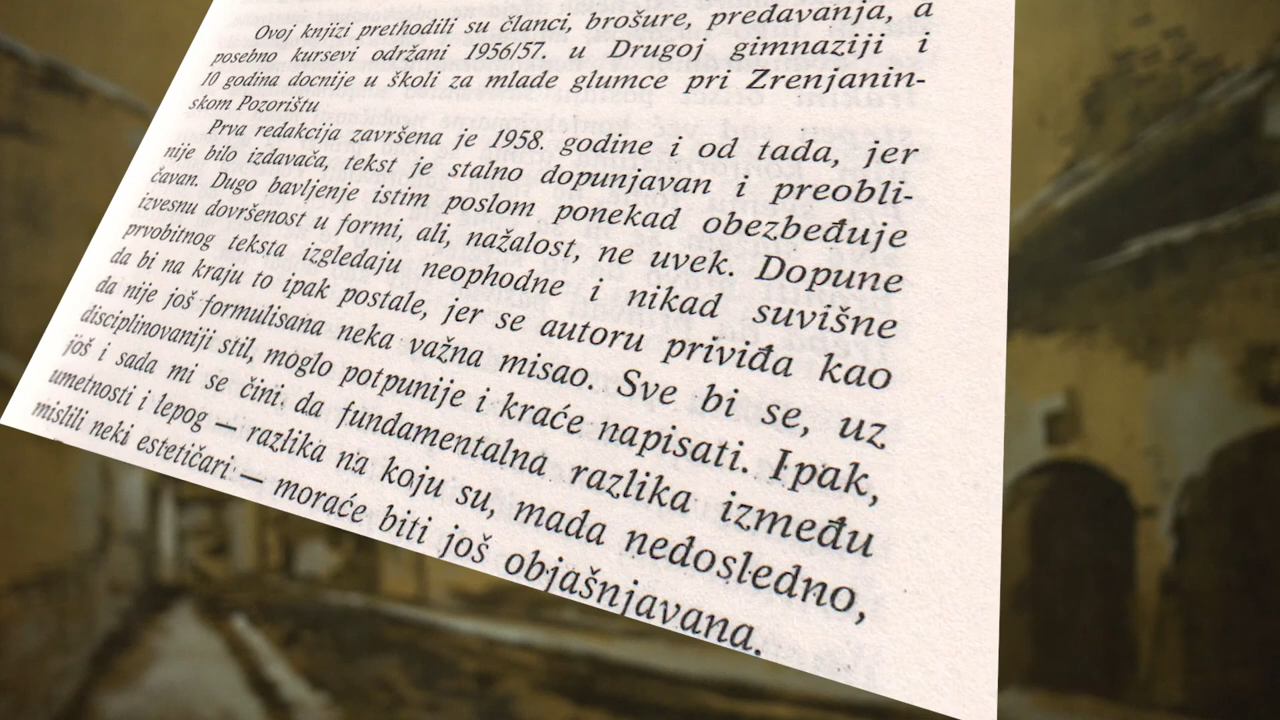 Ovoj knjizi prethodili su članci, brošure, predavanja, a
posebno kursevi održani 1956/57. u Drugoj gimnaziji i
10 godina docnije u školi za mlade glumce pri Zrenjanin-
skom Pozorištu
Prva redakcija završena je 1958. godine i od tada, jer
nije bilo izdavača, tekst je stalno dopunjavan i preobli-
čavan. Dugo bavljenje istim poslom ponekad obezbeđuje
izvesnu dovršenost u formi, ali, nažalost, ne uvek. Dopune
prvobitnog teksta izgledaju neophodne i nikad suvišne
da bi na kraju to ipak postale, jer se autoru priviđa kao
da nije još formulisana neka važna misao. Sve bi se, uz
disciplinovaniji stil, moglo potpunije i kraće napisati. Ipak,
još i sada mi se čini da fundamentalna razlika između
umetnosti i lepog — razlika na koju su, mada nedosledno,
mislili neki estetičari — moraće biti još objašnjavana.